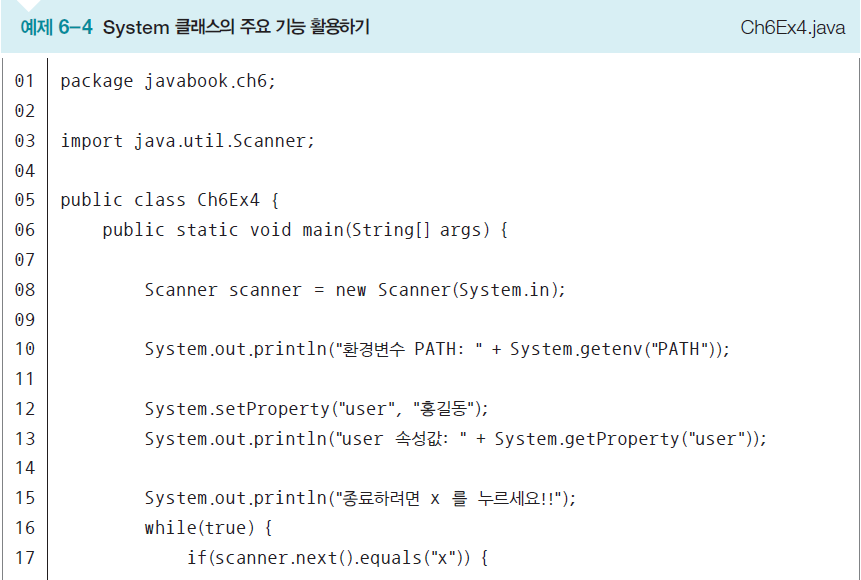 예제 6-4 System 클래스의 주요 기능 활용하기 Ch6Ex4.java
01 package javabook.ch6;
02
03 import java.util.Scanner;
04
05 public class Ch6Ex4 {
06     public static void main(String[] args) {
07
08         Scanner scanner = new Scanner(System.in);
09
10         System.out.println("환경변수 PATH: " + System.getenv("PATH"));
11
12         System.setProperty("user", "홍길동");
13         System.out.println("user 속성값: " + System.getProperty("user"));
14
15         System.out.println("종료하려면 x 를 누르세요!!");
16         while(true) {
17             if(scanner.next().equals("x")) {